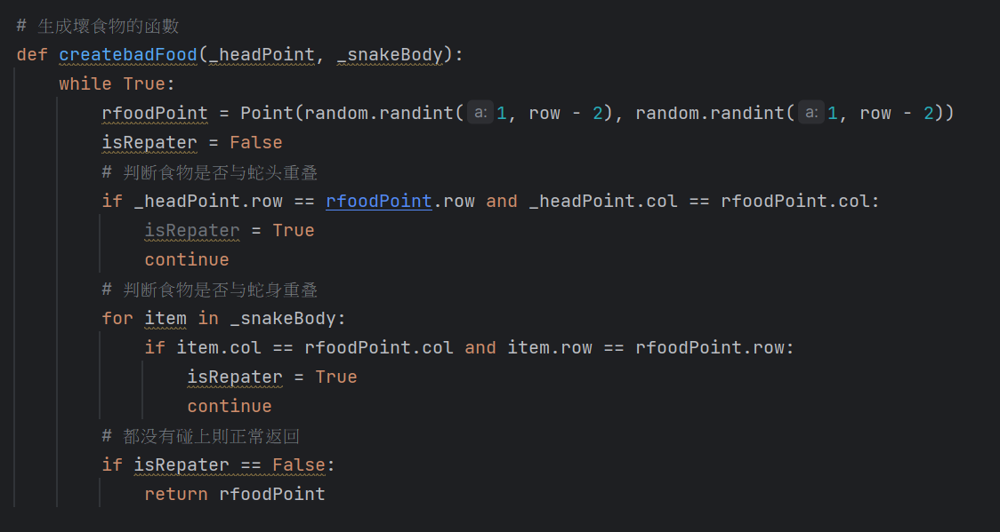 # 生成壞食物的函數
def createbadFood(_headPoint, _snakeBody):
    while True:
        rfoodPoint = Point(random.randint( a: 1, row - 2), random.randint( a: 1, row - 2))
        isRepater = False
        # 判断食物是否与蛇头重叠
        if _headPoint.row == rfoodPoint.row and _headPoint.col == rfoodPoint.col:
            isRepater = True
            continue
        # 判断食物是否与蛇身重叠
        for item in _snakeBody:
            if item.col == rfoodPoint.col and item.row == rfoodPoint.row:
                isRepater = True
                continue
        # 都没有碰上則正常返回
        if isRepater == False:
            return rfoodPoint